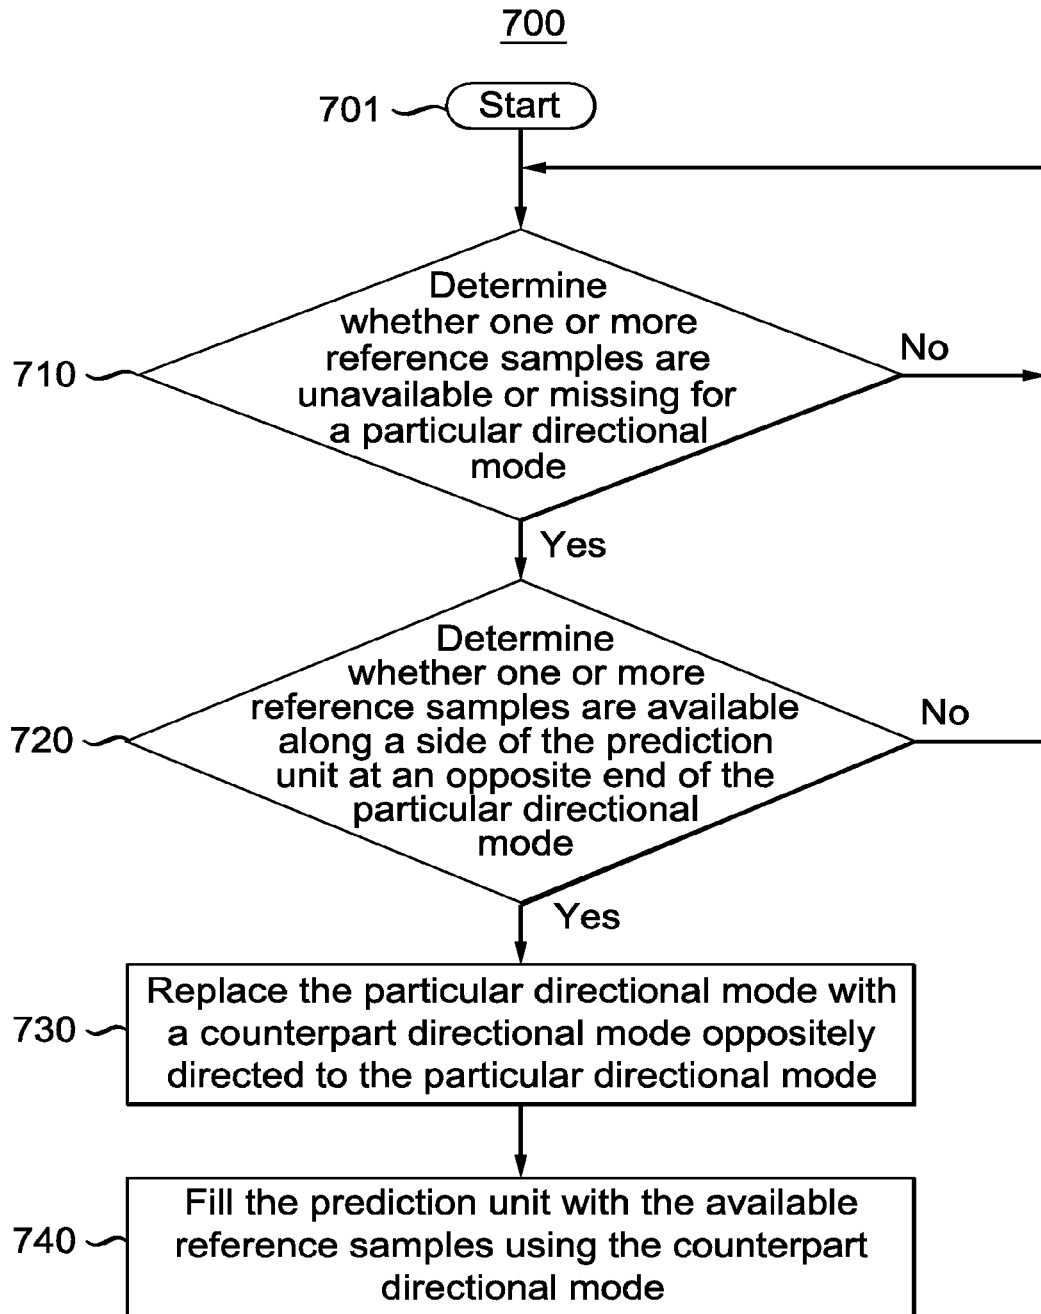 700
701
Start
Determine
whether one or more
reference samples are
unavailable or missing for
a particular directional
mode
710
No
Yes
Determine
whether one or more
reference samples are available
along a side of the prediction
unit at an opposite end of the
particular directional
mode
720
No
Yes
730
Replace the particular directional mode with
a counterpart directional mode oppositely
directed to the particular directional mode
740
Fill the prediction unit with the available
reference samples using the counterpart
directional mode